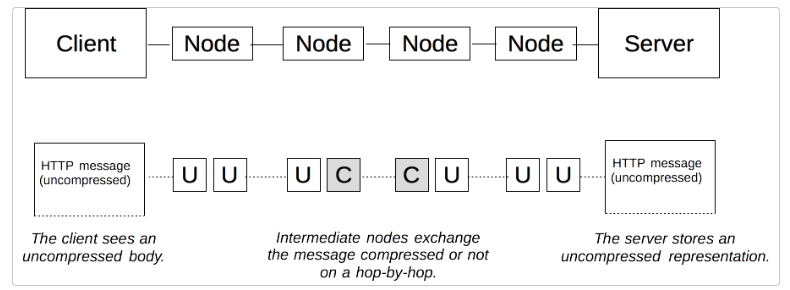 Client Node Node Node Node Server
HTTP message
(uncompressed)
U U U C C U U U
HTTP message
(uncompressed)
The client sees an
uncompressed body.
Intermediate nodes exchange
the message compressed or not
on a hop-by-hop.
The server stores an
uncompressed representation.